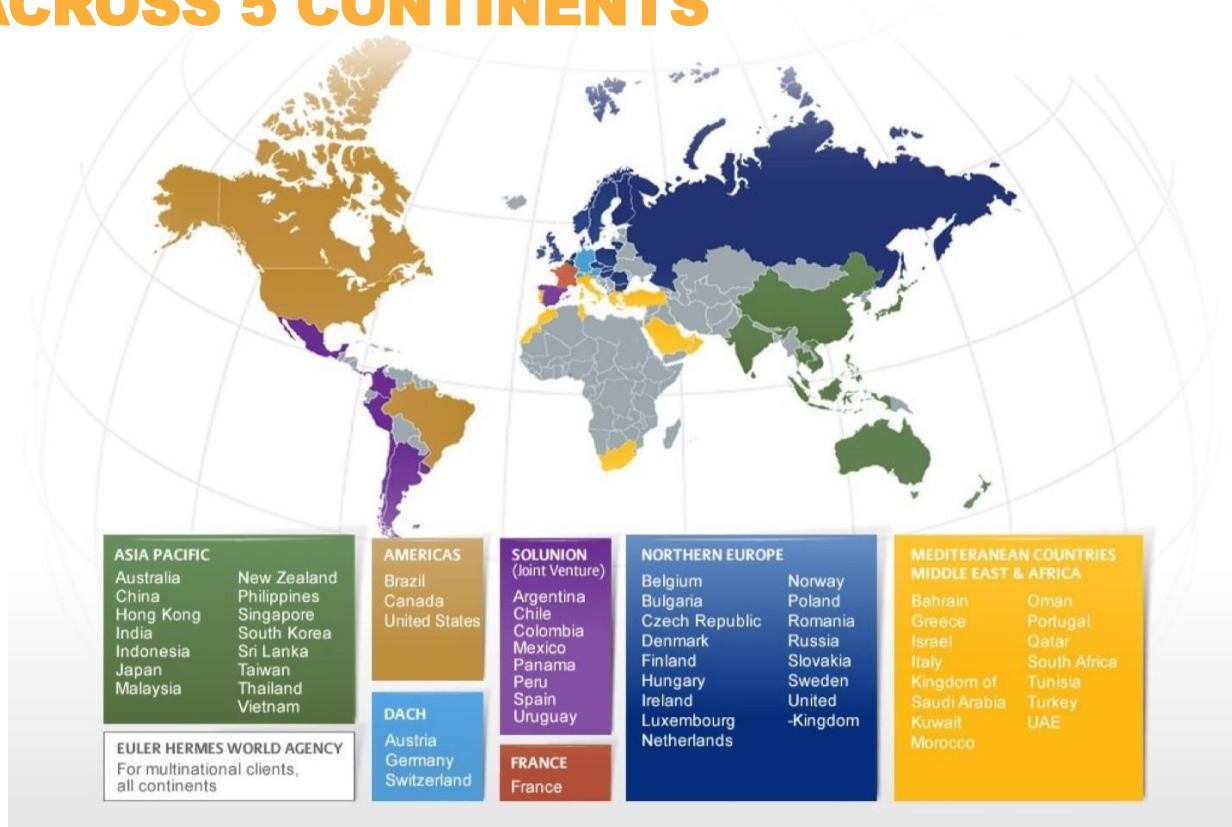 ACROSS 5 CONTINENTS
ASIA PACIFIC
Australia
China
Hong Kong
India
Indonesia
Japan
Malaysia
New Zealand
Philippines
Singapore
South Korea
Sri Lanka
Taiwan
Thailand
Vietnam
EULER HERMES WORLD AGENCY
For multinational clients,
all continents
AMERICAS
Brazil
Canada
United States
DACH
Austria
Germany
Switzerland
SOLUNION
(Joint Venture)
Argentina
Chile
Colombia
Mexico
Panama
Peru
Spain
Uruguay
FRANCE
France
NORTHERN EUROPE
Belgium
Bulgaria
Czech Republic
Denmark
Finland
Hungary
Ireland
Luxembourg
Netherlands
Norway
Poland
Romania
Russia
Slovakia
Sweden
United
-Kingdom
MEDITERANEAN COUNTRIES
MIDDLE EAST & AFRICA
Bahrain
Greece
Israel
Italy
Kingdom of
Saudi Arabia
Kuwait
Morocco
Oman
Portugal
Qatar
South Africa
Tunisia
Turkey
UAE